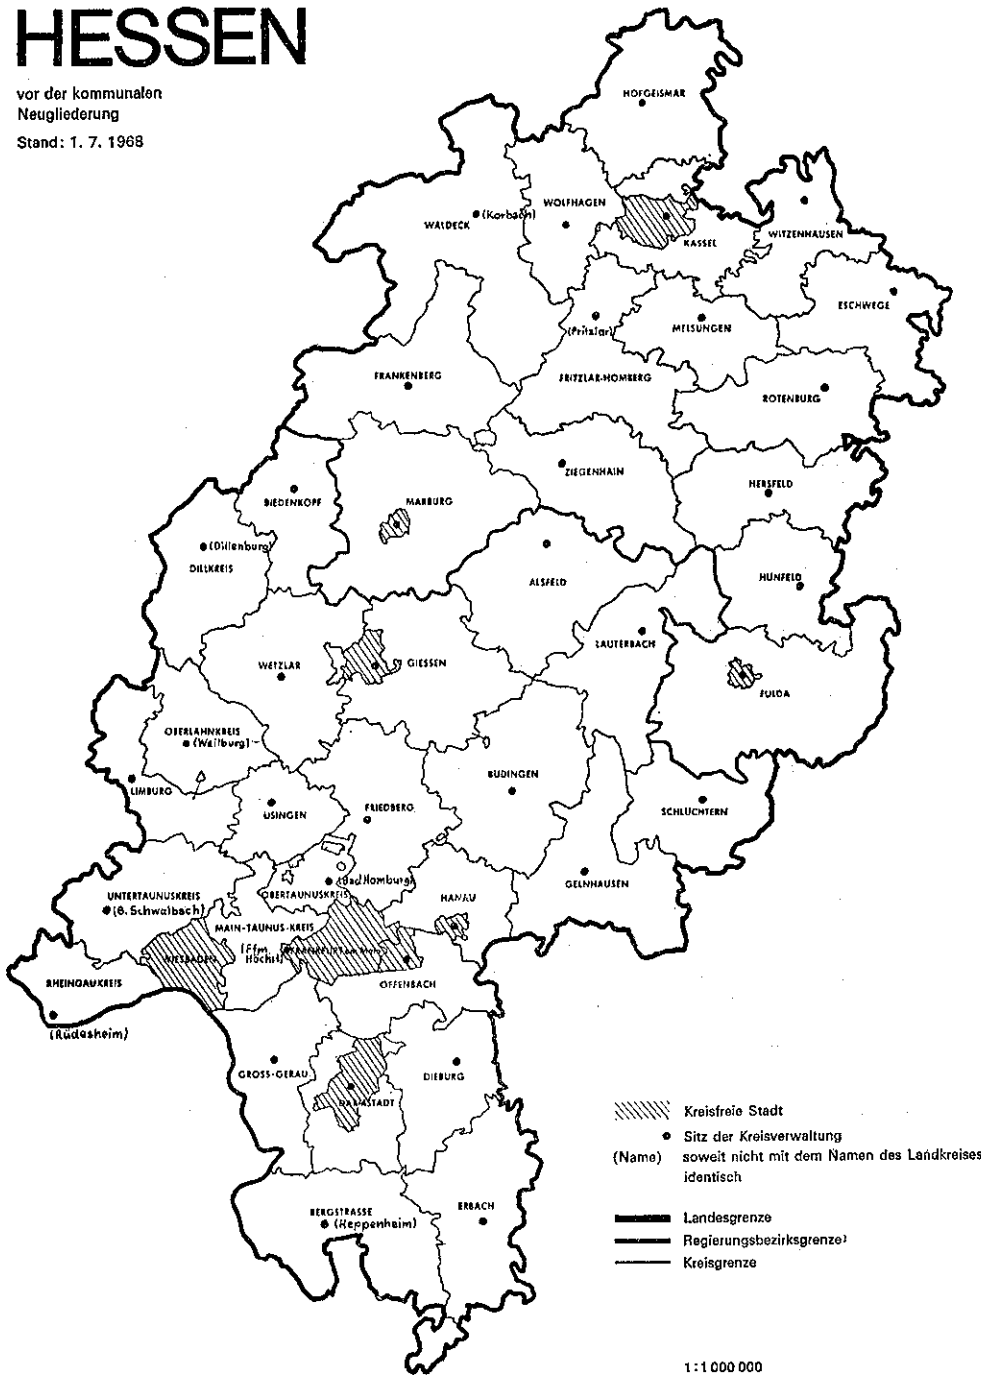 HESSEN
vor der kommunalen
Neugliederung
Stand: 1. 7. 1968
HOFGEISMAR
WOLFHAGEN
WALDECK
(Korbach)
KASSEL
WITZENHAUSEN
ESCHWEGE
(Fritzlar)
MELSUNGEN
FRANKENBERG
FRITZLAR-HOMBERG
ROTENBURG
ZIEGENHAIN
BIEDENKOPF
MARBURG
HERSFELD
(Dillenburg)
DILLKREIS
ALSFELD
HÜNFELD
LAUTERBACH
WETZLAR
GIESSEN
FULDA
OBERLAHNKREIS
(Weilburg)
LIMBURG
BÜDINGEN
USINGEN
FRIEDBERG
SCHLÜCHTERN
(Bad Homburg)
OBERTAUNUSKREIS
GELNHAUSEN
UNTERTAUNUSKREIS
(B. Schwalbach)
HANAU
MAIN-TAUNUS-KREIS
(Ffm.
Höchst)
FRANKFURT am Main
WIESBADEN
RHEINGAUKREIS
OFFENBACH
(Rüdesheim)
GROSS-GERAU
DIEBURG
DARMSTADT
BERGSTRASSE
(Heppenheim)
ERBACH
Kreisfreie Stadt
Sitz der Kreisverwaltung
(Name) soweit nicht mit dem Namen des Landkreises
identisch
Landesgrenze
Regierungsbezirksgrenze
Kreisgrenze
1:1 000 000